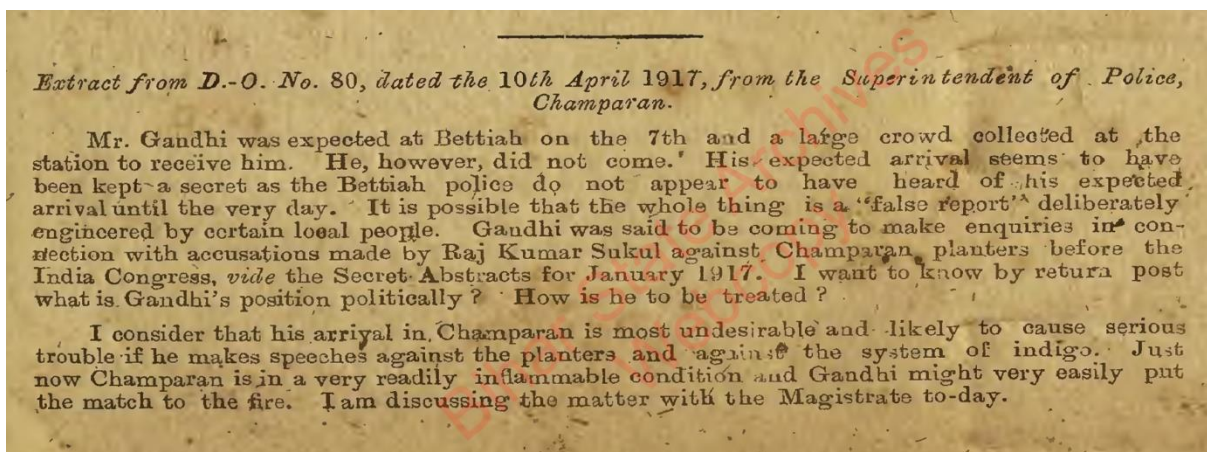 Extract from D.-O. No. 80, dated the 10th April 1917, from the Superintendent of Police,
Champaran.
Mr. Gandhi was expected at Bettiah on the 7th and a large crowd collected at the
station to receive him. He, however, did not come. His expected arrival seems to have
been kept a secret as the Bettiah police do not appear to have heard of his expected
arrival until the very day. It is possible that the whole thing is a "false report" deliberately
engineered by certain local people. Gandhi was said to be coming to make enquiries in con-
nection with accusations made by Raj Kumar Sukul against Champaran planters before the
India Congress, vide the Secret Abstracts for January 1917. I want to know by return post
what is Gandhi's position politically? How is he to be treated?
I consider that his arrival in Champaran is most undesirable and likely to cause serious
trouble if he makes speeches against the planters and against the system of indigo. Just
now Champaran is in a very readily inflammable condition and Gandhi might very easily put
the match to the fire. I am discussing the matter with the Magistrate to-day.
Bihar State Archives